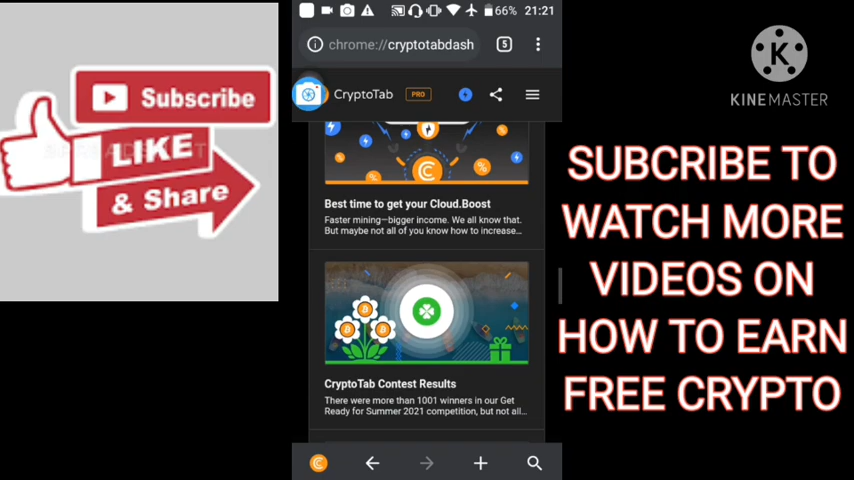 Subscribe
LIKE
& Share
66% 21:21
chrome://cryptotabdash
5
CryptoTab PRO
Best time to get your Cloud.Boost
Faster mining—bigger income. We all know that.
But maybe not all of you know how to increase...
CryptoTab Contest Results
There were more than 1001 winners in our Get
Ready for Summer 2021 competition, but not all...
K
KINEMASTER
SUBCRIBE TO
WATCH MORE
VIDEOS ON
HOW TO EARN
FREE CRYPTO